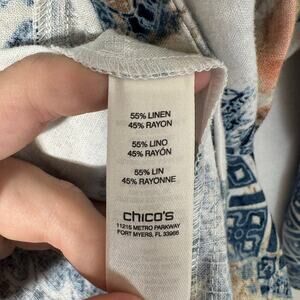 55% LINEN
45% RAYON
55% LINO
45% RAYÓN
55% LIN
45% RAYONNE
chico's
11215 METRO PARKWAY
FORT MYERS, FL 33966